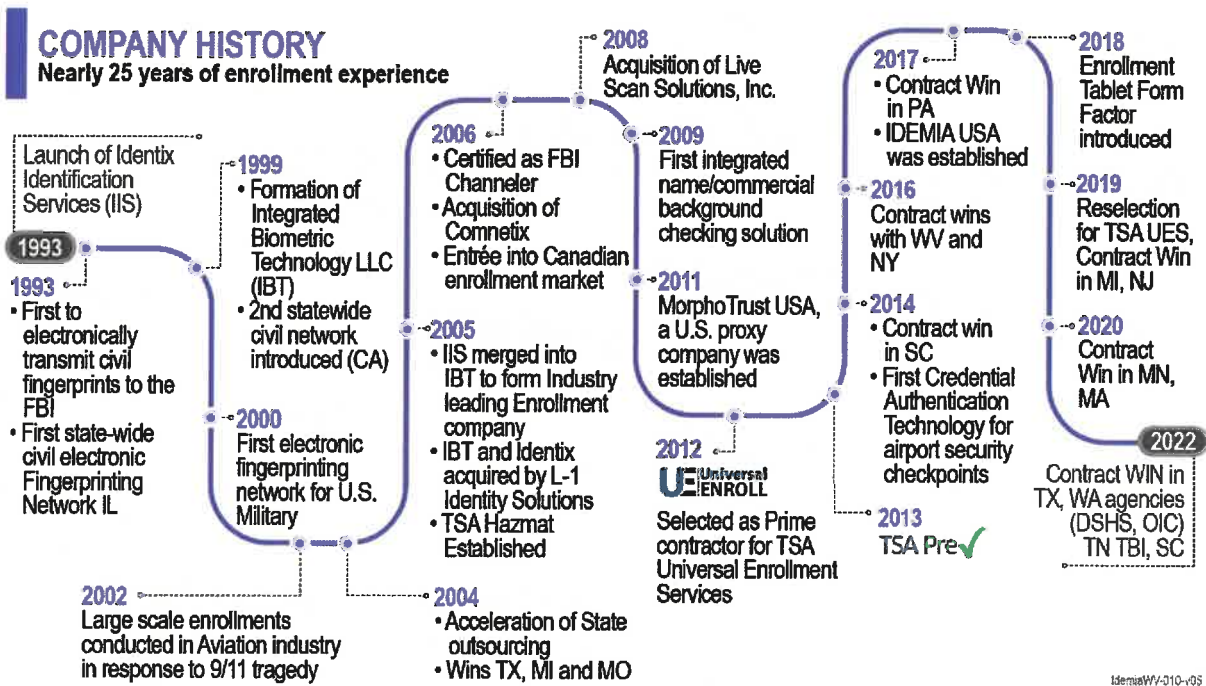 COMPANY HISTORY
Nearly 25 years of enrollment experience
Launch of Identix
Identification
Services (IIS)
1993
1993
• First to
electronically
transmit civil
fingerprints to the
FBI
• First state-wide
civil electronic
Fingerprinting
Network IL
1999
• Formation of
Integrated
Biometric
Technology LLC
(IBT)
• 2nd statewide
civil network
introduced (CA)
2000
First electronic
fingerprinting
network for U.S.
Military
2002
Large scale enrollments
conducted in Aviation industry
in response to 9/11 tragedy
2004
• Acceleration of State
outsourcing
• Wins TX, MI and MO
2005
• IIS merged into
IBT to form Industry
leading Enrollment
company
• IBT and Identix
acquired by L-1
Identity Solutions
• TSA Hazmat
Established
2006
• Certified as FBI
Channeler
• Acquisition of
Comnetix
• Entrée into Canadian
enrollment market
2008
Acquisition of Live
Scan Solutions, Inc.
2009
First integrated
name/commercial
background
checking solution
2011
MorphoTrust USA,
a U.S. proxy
company was
established
2012
UE Universal
ENROLL
Selected as Prime
contractor for TSA
Universal Enrollment
Services
2013
TSA Pre✓
2014
• Contract win
in SC
• First Credential
Authentication
Technology for
airport security
checkpoints
2016
Contract wins
with WV and
NY
2017
• Contract Win
in PA
• IDEMIA USA
was established
2018
Enrollment
Tablet Form
Factor
introduced
2019
Reselection
for TSA UES,
Contract Win
in MI, NJ
2020
Contract
Win in MN,
MA
2022
Contract WIN in
TX, WA agencies
(DSHS, OIC)
TN TBI, SC
IdemiaWV-010-v05